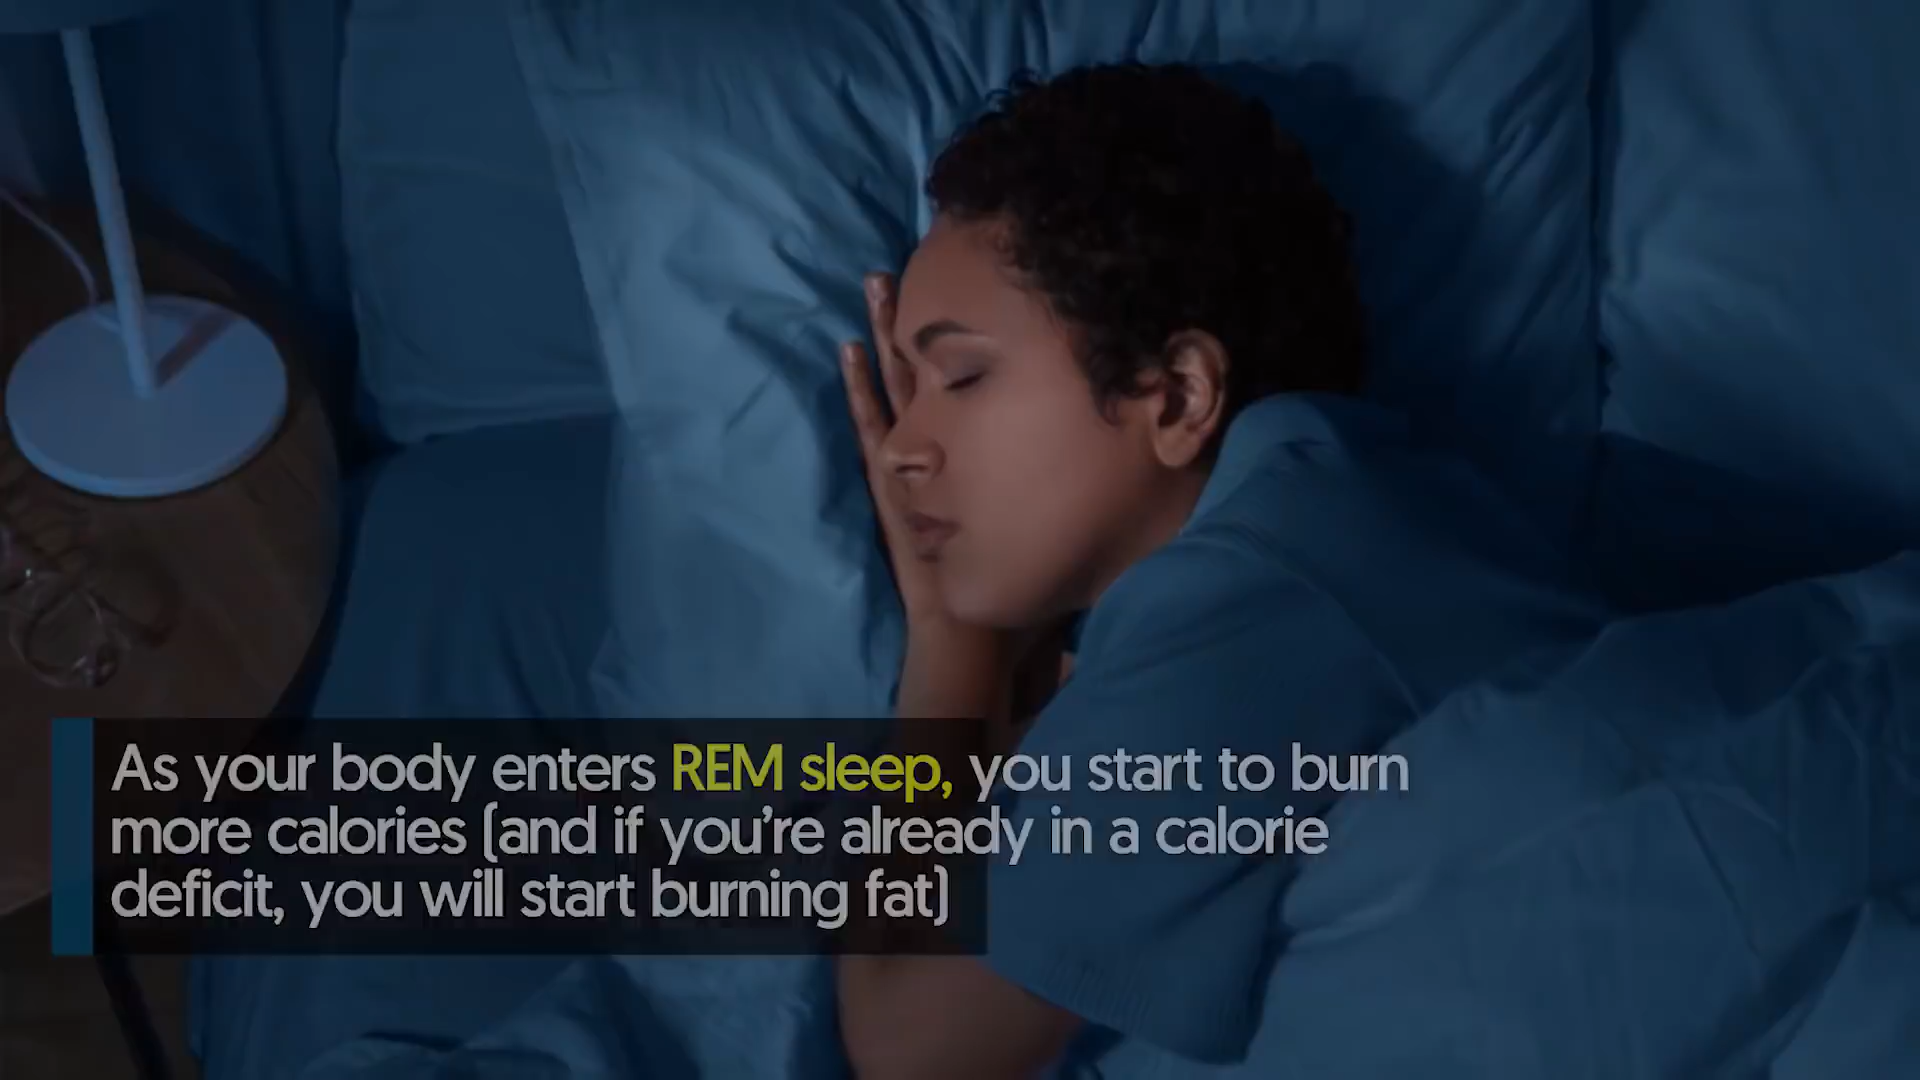 As your body enters REM sleep, you start to burn
more calories (and if you're already in a calorie
deficit, you will start burning fat)